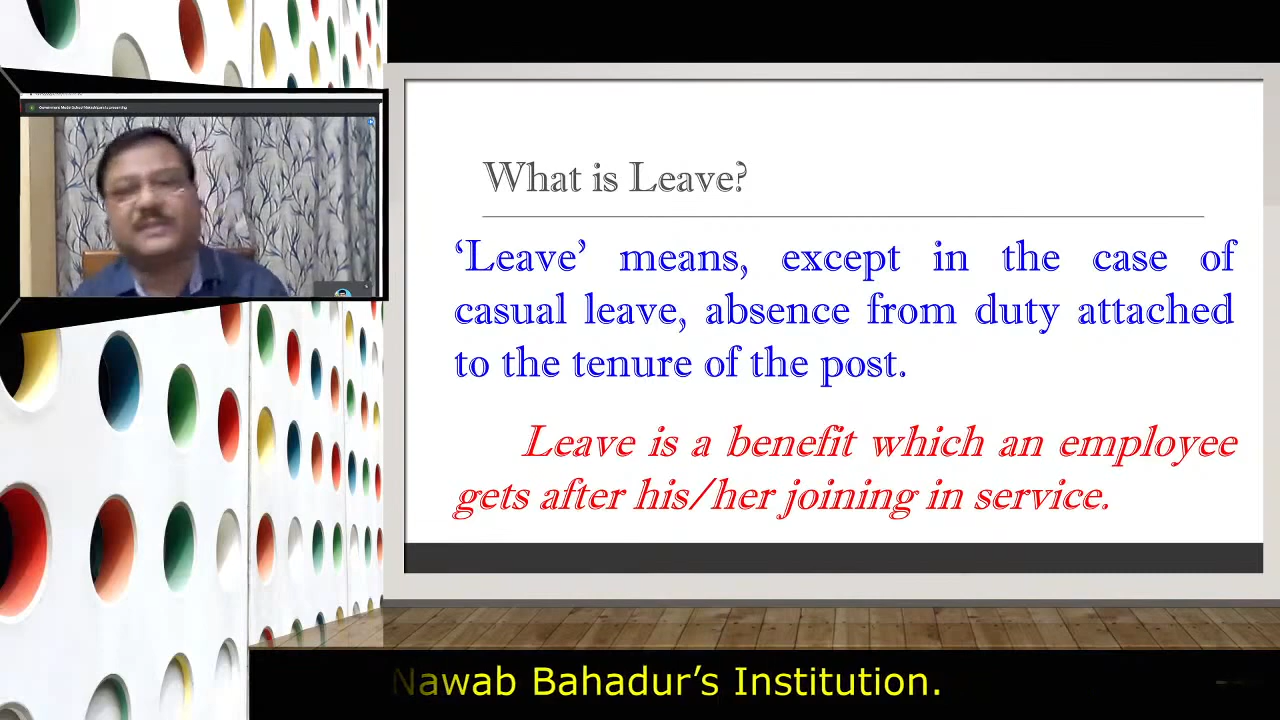 What is Leave?
‘Leave’ means, except in the case of
casual leave, absence from duty attached
to the tenure of the post.
Leave is a benefit which an employee
gets after his/her joining in service.
Nawab Bahadur’s Institution.